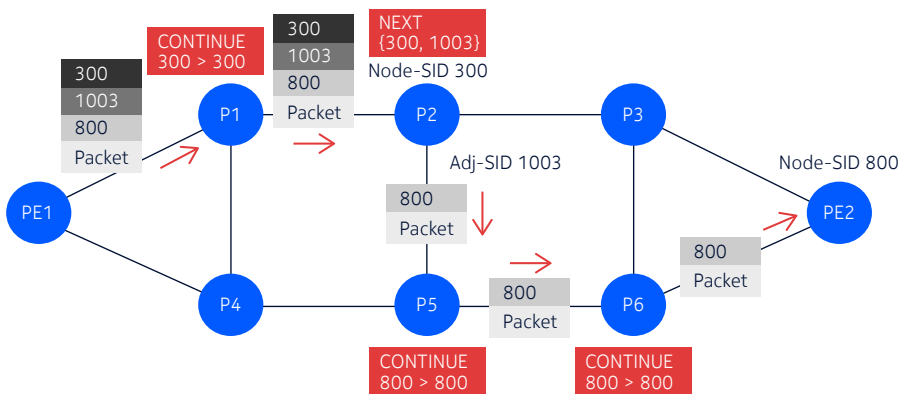 300
1003
800
Packet
CONTINUE
300 > 300
300
1003
800
Packet
NEXT
{300, 1003}
Node-SID 300
P1
P2
P3
Adj-SID 1003
Node-SID 800
800
Packet
PE1
PE2
800
Packet
800
Packet
P4
P5
P6
CONTINUE
800 > 800
CONTINUE
800 > 800